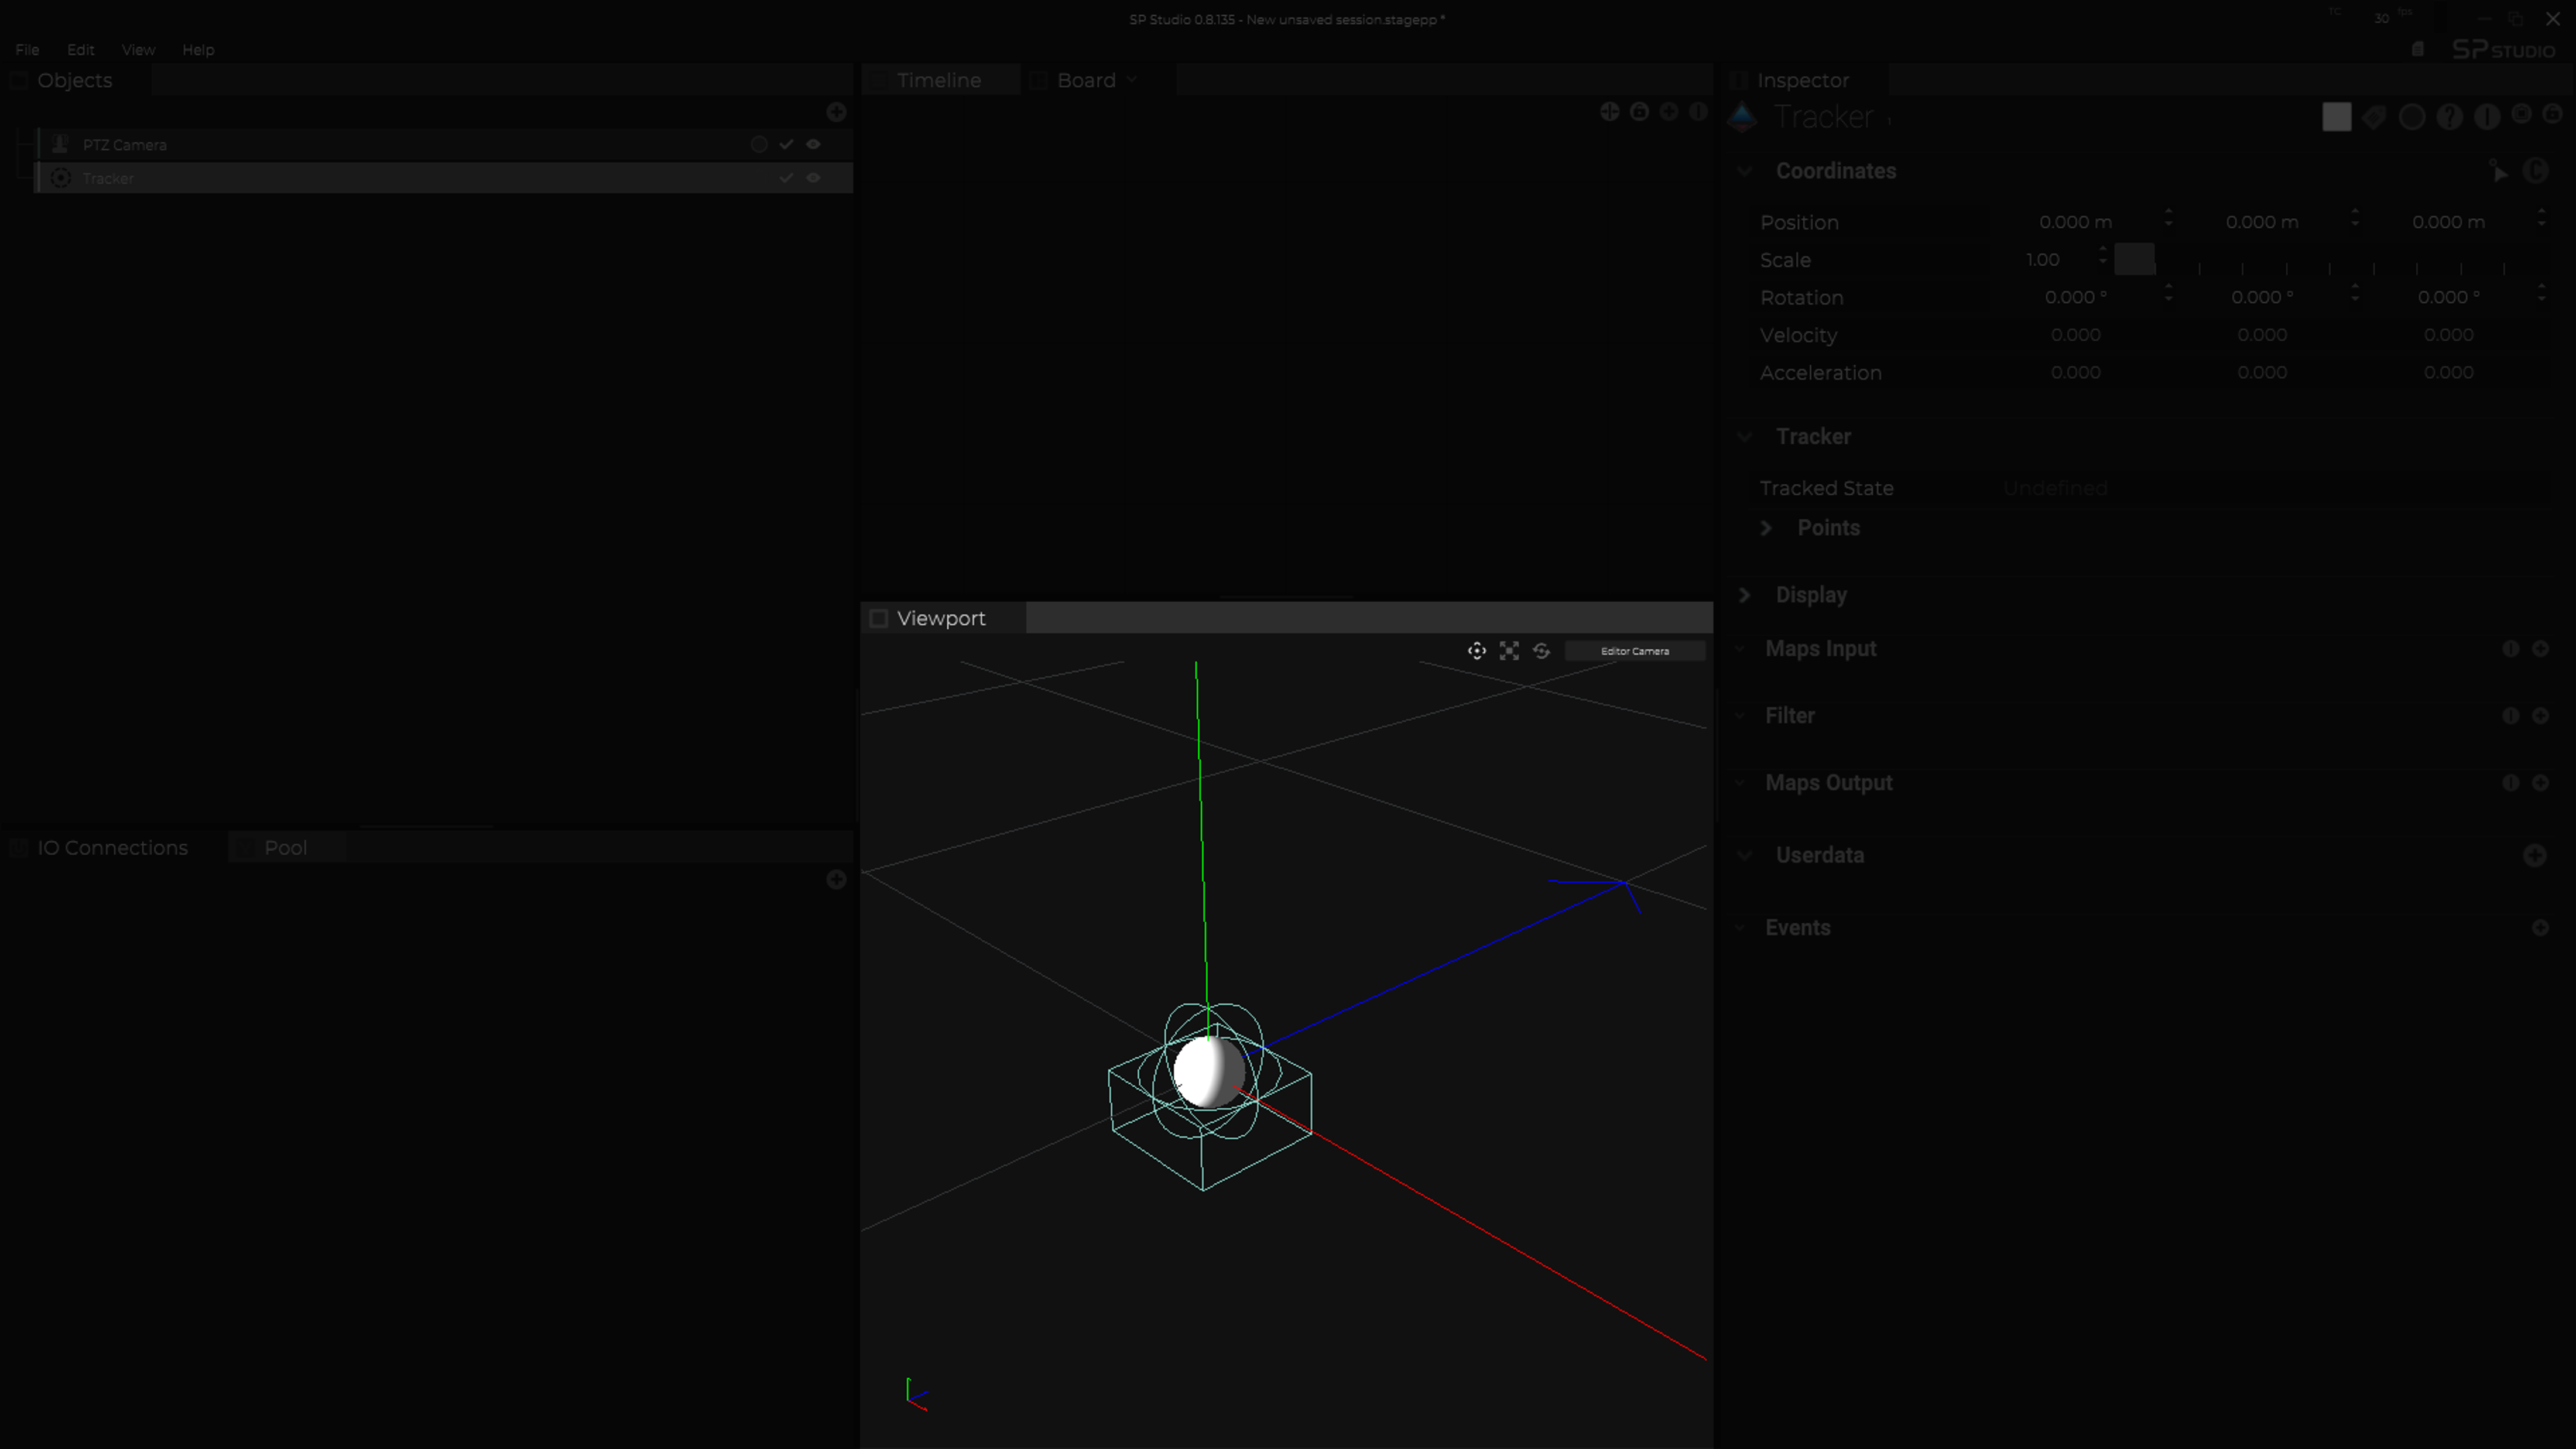 SP Studio 0.8.135 - New unsaved session.stagepp *
TC
30 fps
File Edit View Help
SP STUDIO
Objects
PTZ Camera
Tracker
Timeline Board
Viewport
Editor Camera
IO Connections Pool
Inspector
Tracker
Coordinates
Position 0.000 m 0.000 m 0.000 m
Scale 1.00
Rotation 0.000 ° 0.000 ° 0.000 °
Velocity 0.000 0.000 0.000
Acceleration 0.000 0.000 0.000
Tracker
Tracked State Undefined
Points
Display
Maps Input
Filter
Maps Output
Userdata
Events